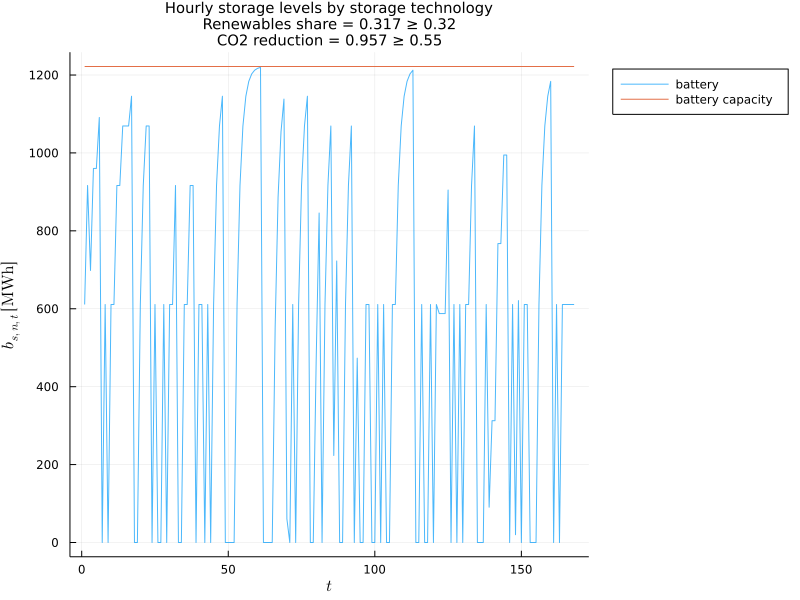 Hourly storage levels by storage technology
Renewables share = 0.317 ≥ 0.32
CO2 reduction = 0.957 ≥ 0.55
battery
battery capacity
b_{s, n, t} [MWh]
1200
1000
800
600
400
200
0
0 50 100 150
t